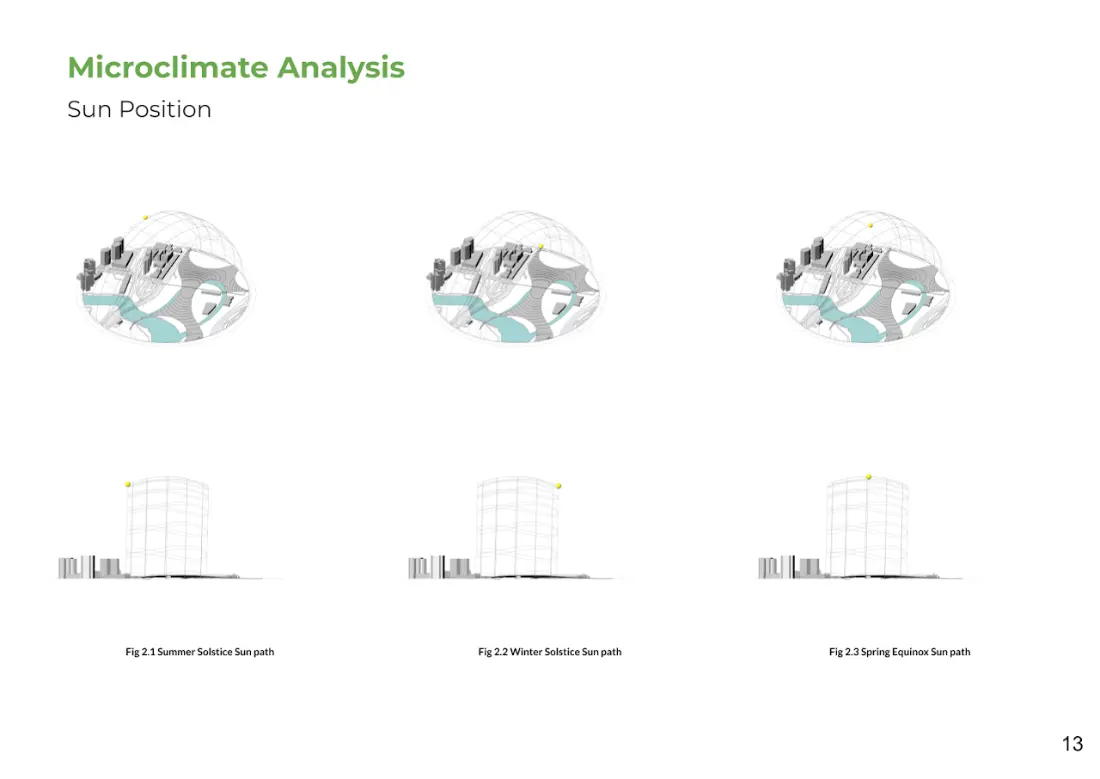 Microclimate Analysis
Sun Position
Fig 2.1 Summer Solstice Sun path
Fig 2.2 Winter Solstice Sun path
Fig 2.3 Spring Equinox Sun path
13